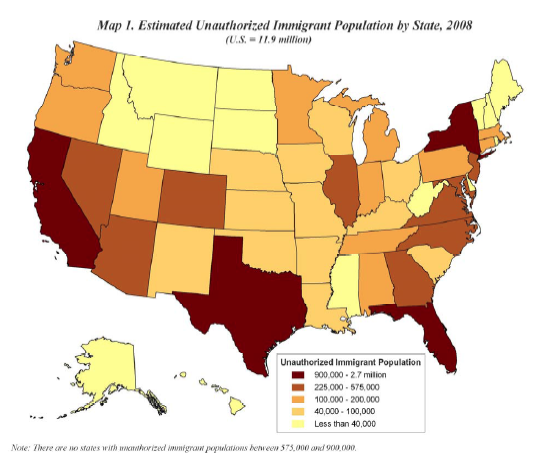 Map 1. Estimated Unauthorized Immigrant Population by State, 2008
(U.S. = 11.9 million)
Unauthorized Immigrant Population
900,000 - 2.7 million
225,000 - 575,000
100,000 - 200,000
40,000 - 100,000
Less than 40,000
Note: There are no states with unauthorized immigrant populations between 575,000 and 900,000.